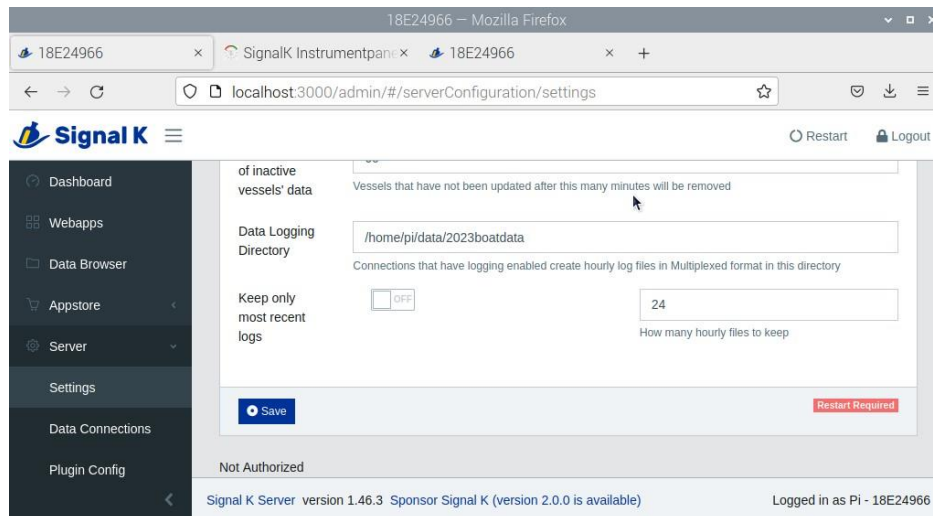 18E24966 — Mozilla Firefox
18E24966 × SignalK Instrumentpane × 18E24966 × +
localhost:3000/admin/#/serverConfiguration/settings
Signal K Restart Logout
Dashboard
Webapps
Data Browser
Appstore
Server
Settings
Data Connections
Plugin Config
of inactive
vessels' data
Vessels that have not been updated after this many minutes will be removed
Data Logging
Directory
/home/pi/data/2023boatdata
Connections that have logging enabled create hourly log files in Multiplexed format in this directory
Keep only
most recent
logs
OFF
24
How many hourly files to keep
Save
Restart Required
Not Authorized
Signal K Server version 1.46.3 Sponsor Signal K (version 2.0.0 is available) Logged in as Pi - 18E24966